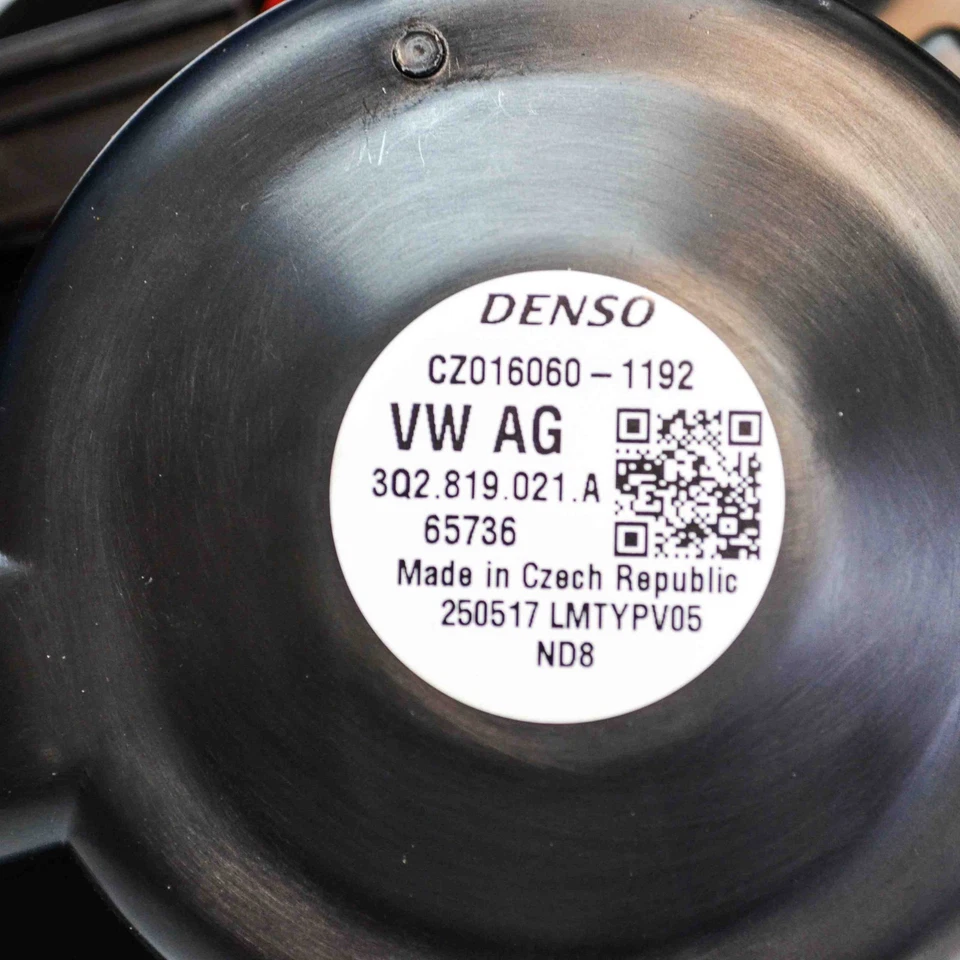 DENSO
CZ016060 – 1192
VW AG
3Q2.819.021.A
65736
Made in Czech Republic
250517 LMTYPV05
ND8